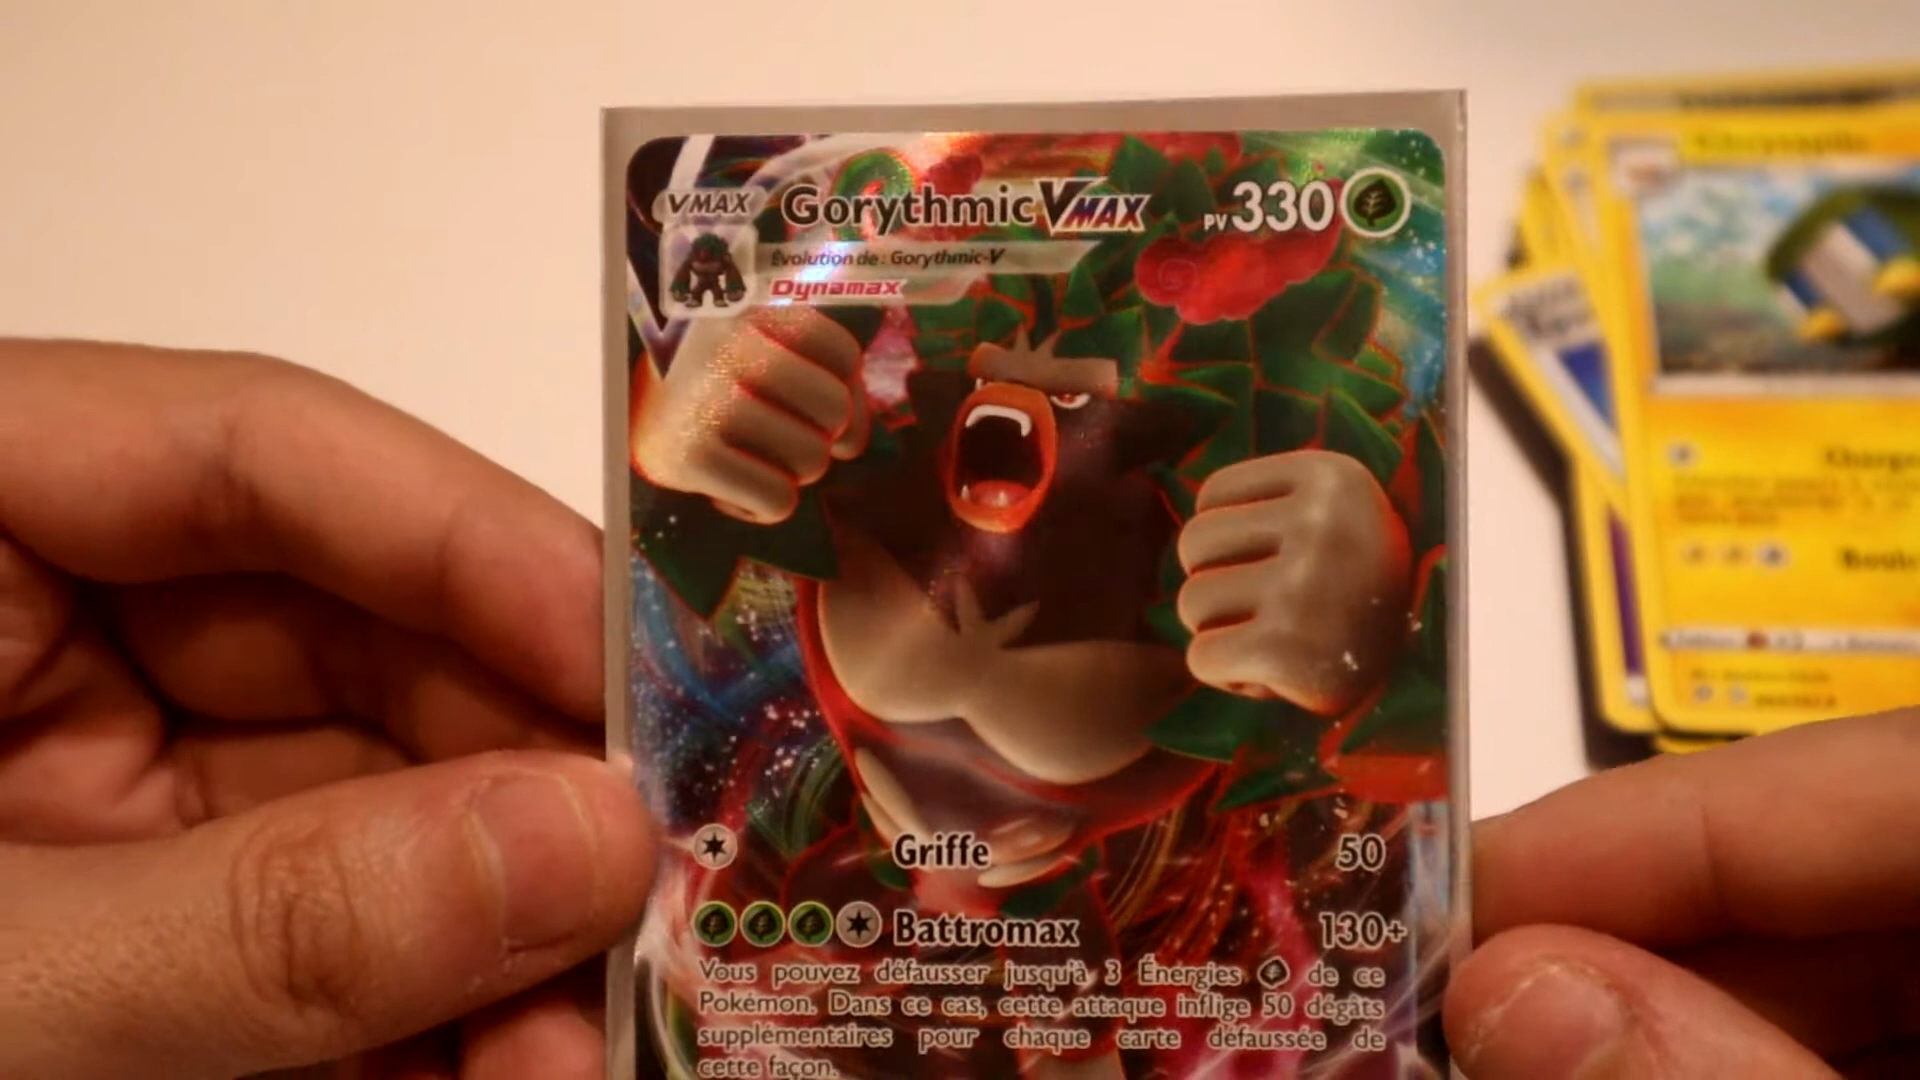 VMAX Gorythmic VMAX PV 330
Évolution de : Gorythmic-V
Dynamax
Griffe 50
Battromax 130+
Vous pouvez défausser jusqu'à 3 Énergies de ce
Pokémon. Dans ce cas, cette attaque inflige 50 dégâts
supplémentaires pour chaque carte défaussée de
cette façon.